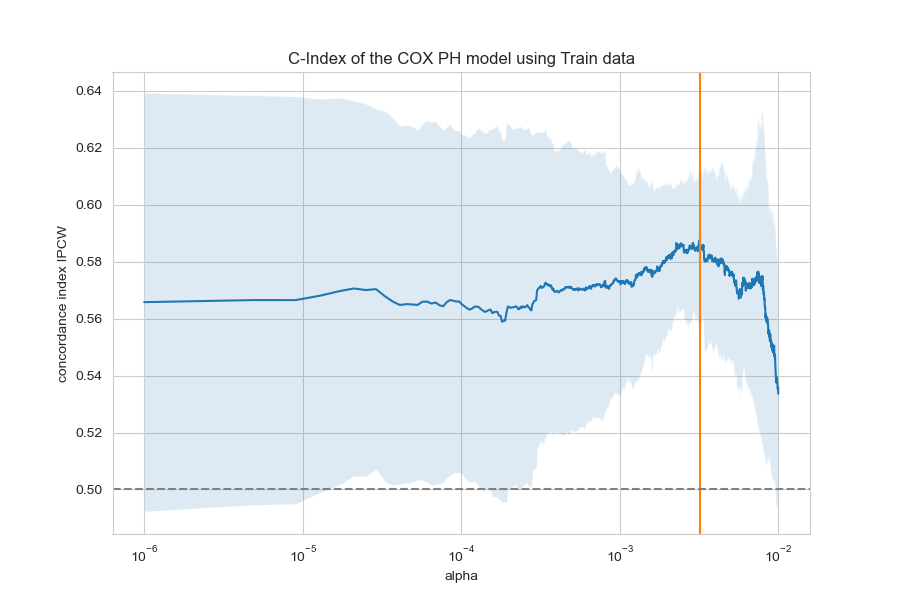 C-Index of the COX PH model using Train data
concordance index IPCW
0.64
0.62
0.60
0.58
0.56
0.54
0.52
0.50
10⁻⁶ 10⁻⁵ 10⁻⁴ 10⁻³ 10⁻²
alpha